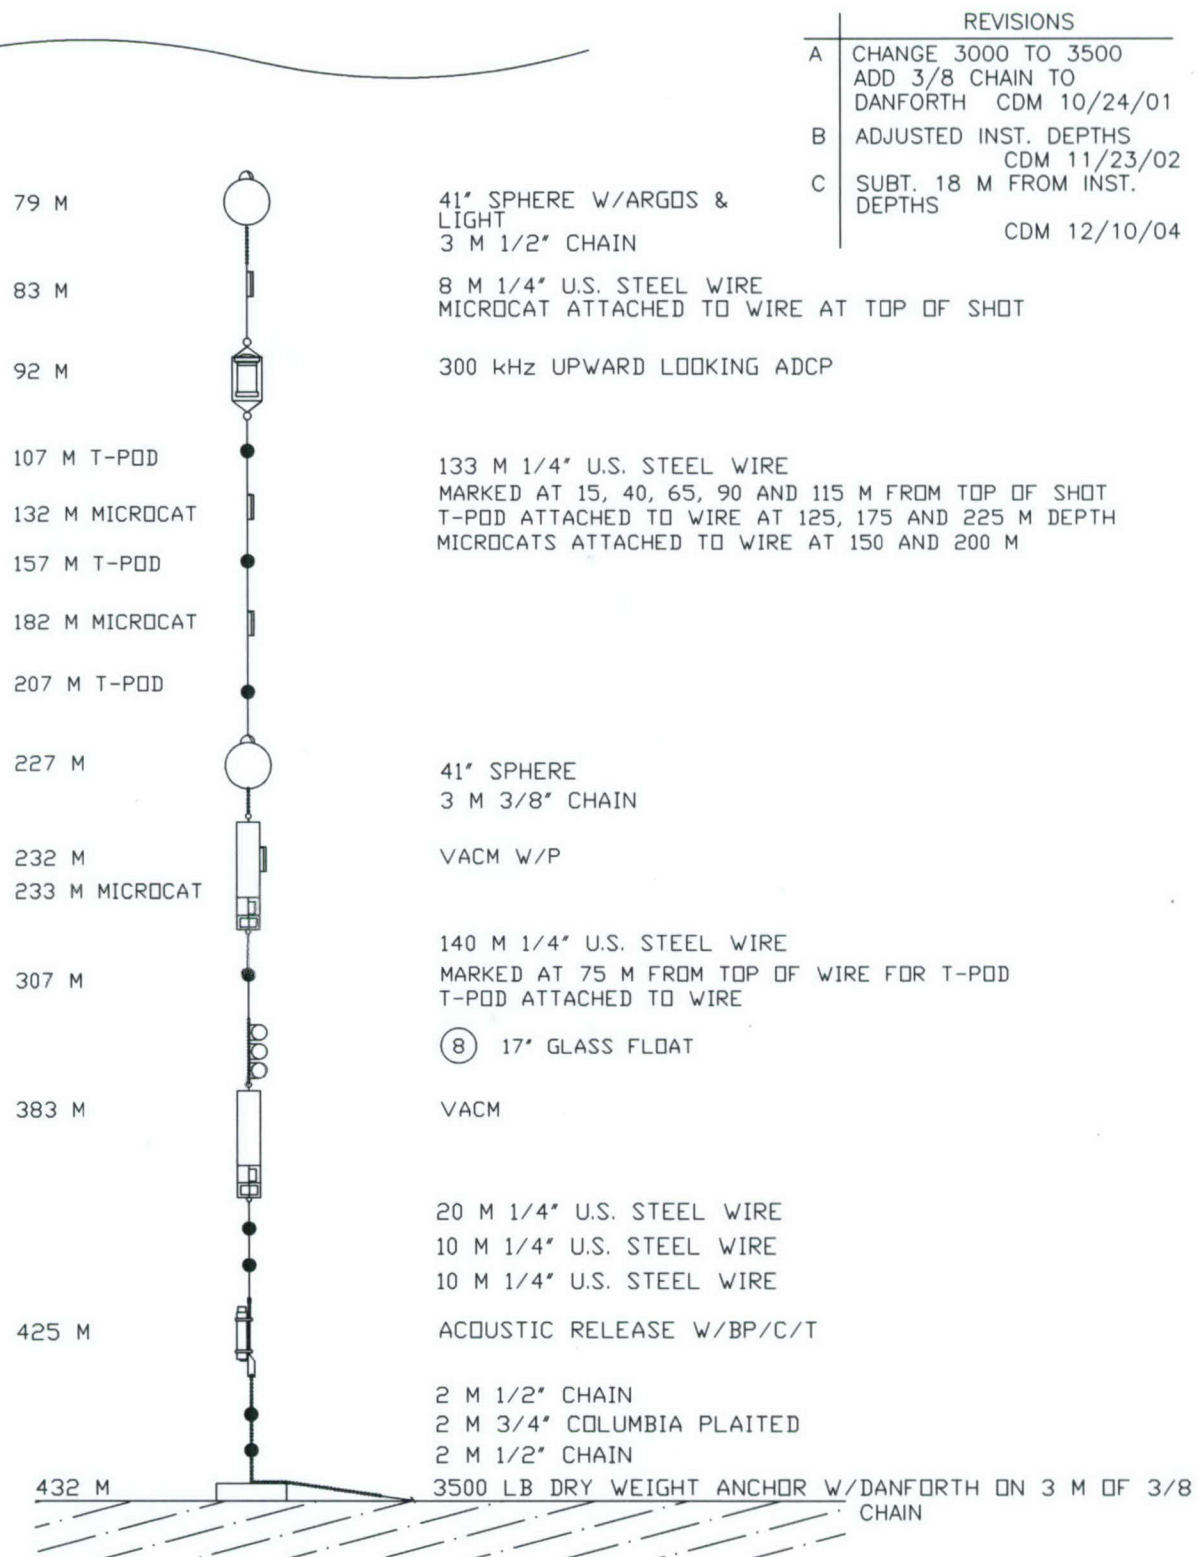 REVISIONS
A CHANGE 3000 TO 3500
ADD 3/8 CHAIN TO
DANFORTH CDM 10/24/01
B ADJUSTED INST. DEPTHS
CDM 11/23/02
C SUBT. 18 M FROM INST.
DEPTHS
CDM 12/10/04
79 M
41" SPHERE W/ARGOS &
LIGHT
3 M 1/2" CHAIN
83 M
8 M 1/4" U.S. STEEL WIRE
MICROCAT ATTACHED TO WIRE AT TOP OF SHOT
92 M
300 kHz UPWARD LOOKING ADCP
107 M T-POD
133 M 1/4" U.S. STEEL WIRE
MARKED AT 15, 40, 65, 90 AND 115 M FROM TOP OF SHOT
132 M MICROCAT
T-POD ATTACHED TO WIRE AT 125, 175 AND 225 M DEPTH
MICROCATS ATTACHED TO WIRE AT 150 AND 200 M
157 M T-POD
182 M MICROCAT
207 M T-POD
227 M
41" SPHERE
3 M 3/8" CHAIN
232 M
VACM W/P
233 M MICROCAT
140 M 1/4" U.S. STEEL WIRE
307 M
MARKED AT 75 M FROM TOP OF WIRE FOR T-POD
T-POD ATTACHED TO WIRE
8 17" GLASS FLOAT
383 M
VACM
20 M 1/4" U.S. STEEL WIRE
10 M 1/4" U.S. STEEL WIRE
10 M 1/4" U.S. STEEL WIRE
425 M
ACOUSTIC RELEASE W/BP/C/T
2 M 1/2" CHAIN
2 M 3/4" COLUMBIA PLAITED
2 M 1/2" CHAIN
432 M
3500 LB DRY WEIGHT ANCHOR W/DANFORTH ON 3 M OF 3/8
CHAIN